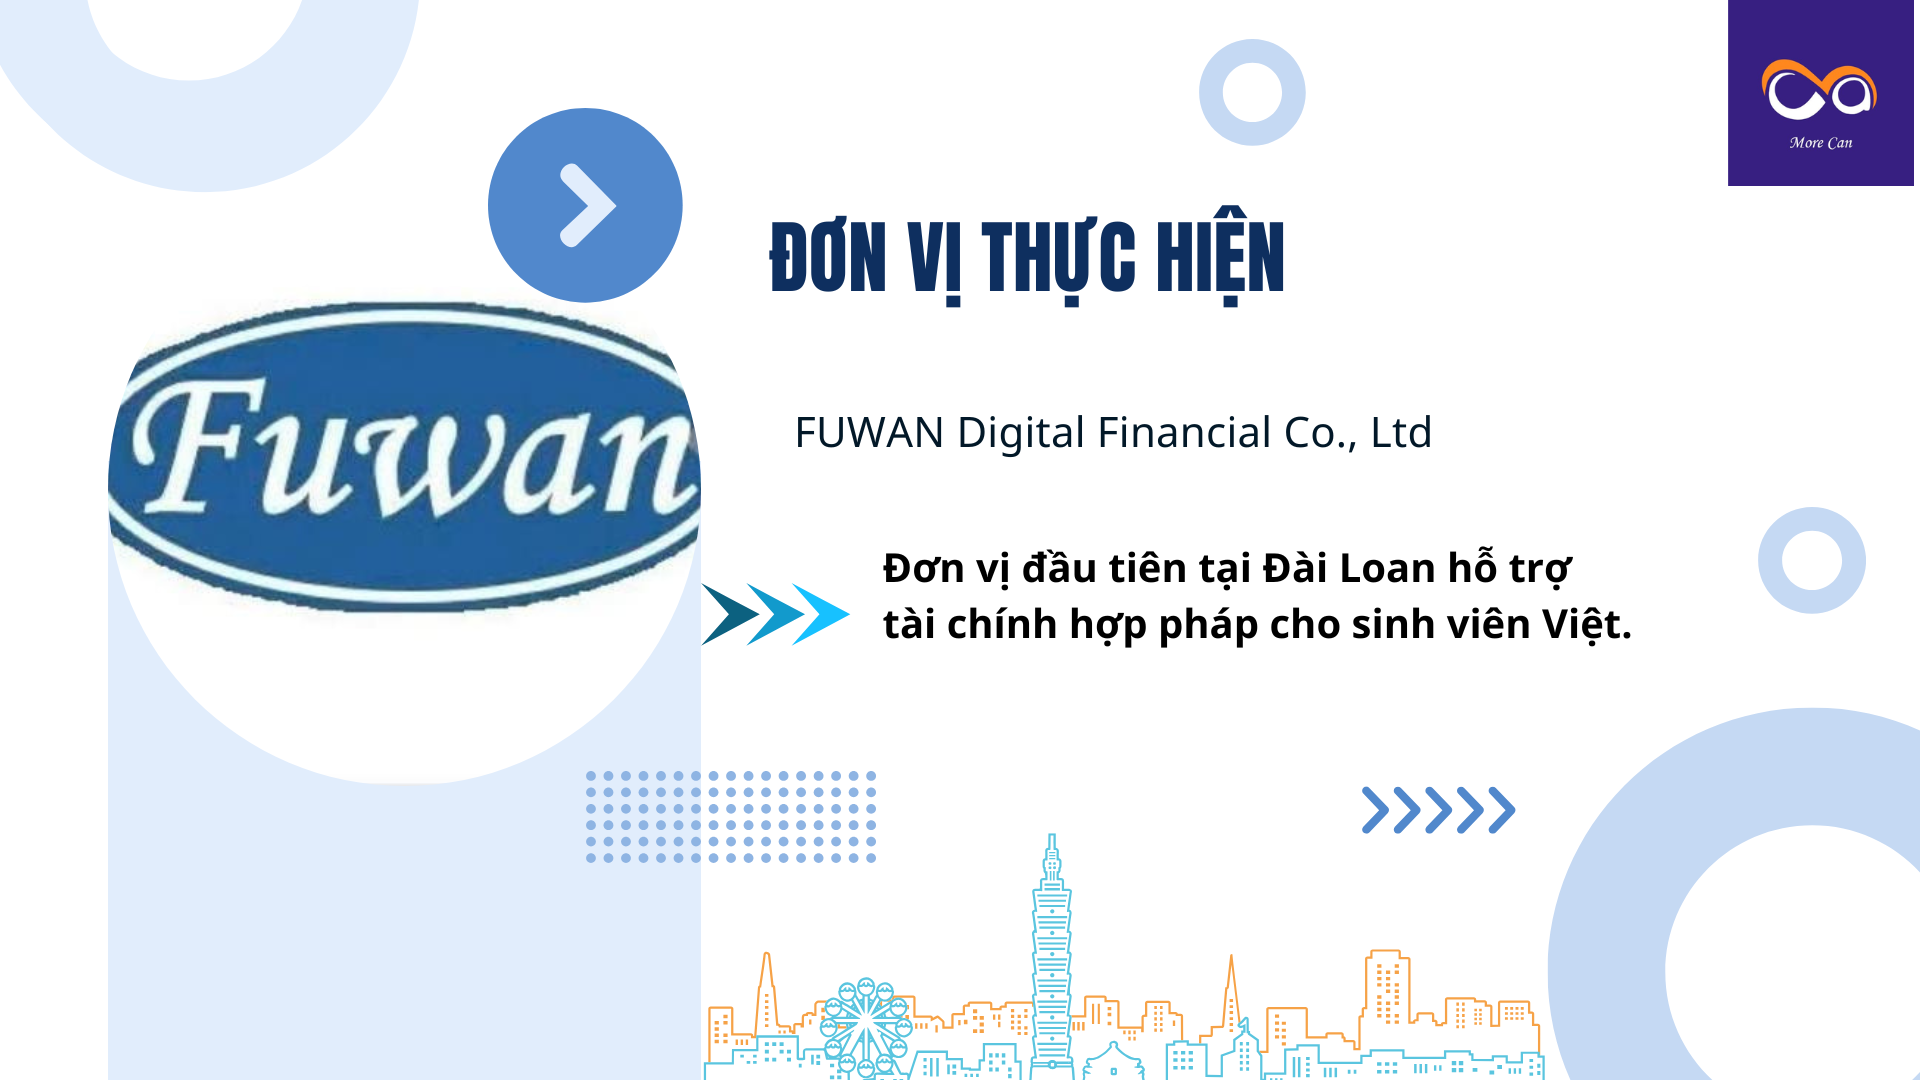 More Can
ĐƠN VỊ THỰC HIỆN
Fuwan
FUWAN Digital Financial Co., Ltd
Đơn vị đầu tiên tại Đài Loan hỗ trợ
tài chính hợp pháp cho sinh viên Việt.